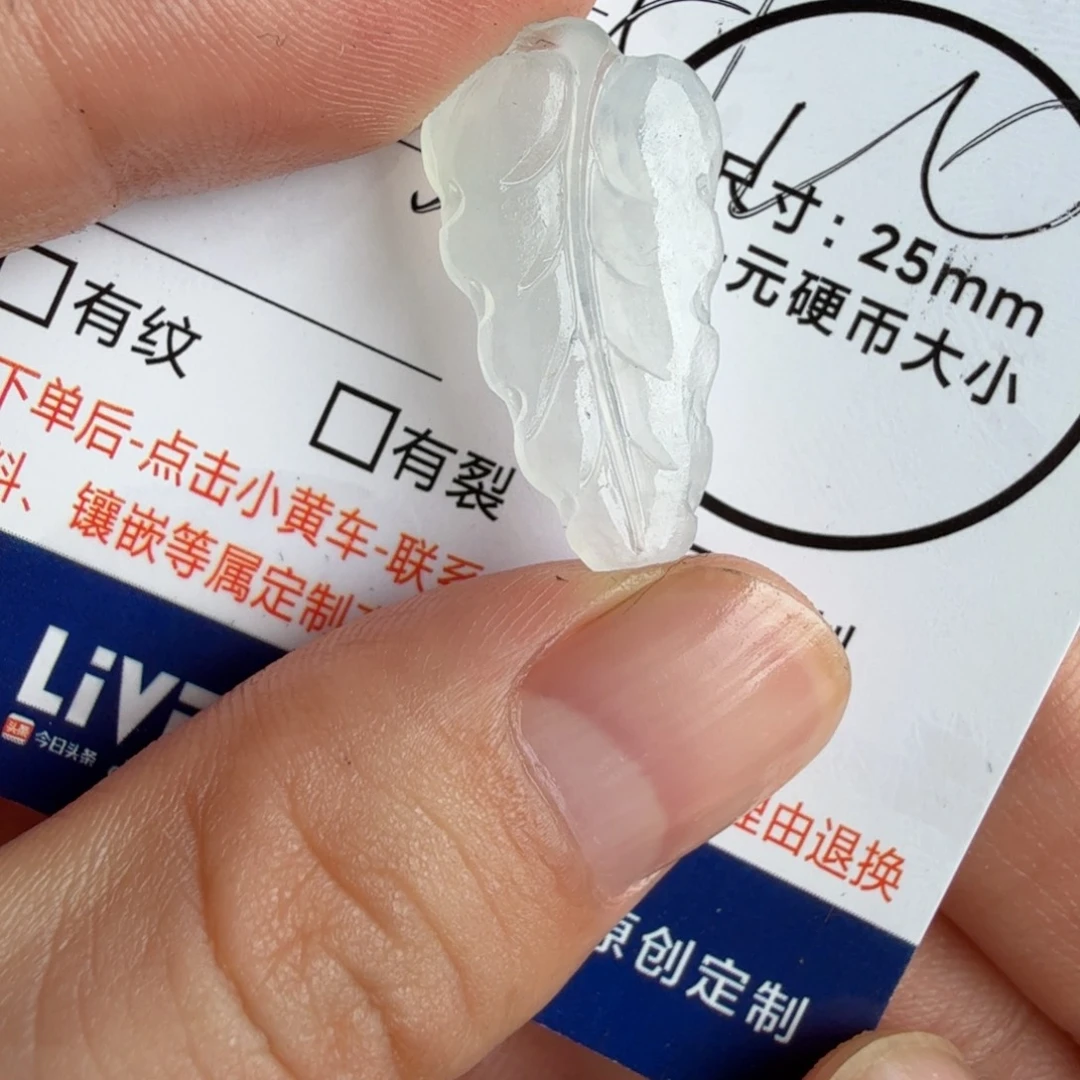 尺寸：25mm
元硬币大小
□有纹
□有裂
下单后-点击小黄车-联系
料、镶嵌等属定制
理由退换
LiVE
今日头条
原创定制